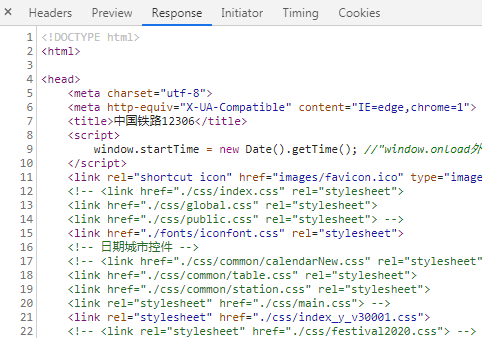 Headers Preview Response Initiator Timing Cookies
1 <!DOCTYPE html>
2 <html>
3
4 <head>
5 <meta charset="utf-8">
6 <meta http-equiv="X-UA-Compatible" content="IE=edge,chrome=1">
7 <title>中国铁路12306</title>
8 <script>
9 window.startTime = new Date().getTime(); //"window.onload外
10 </script>
11 <link rel="shortcut icon" href="images/favicon.ico" type="image
12 <!-- <link href="./css/index.css" rel="stylesheet">
13 <link href="./css/global.css" rel="stylesheet">
14 <link href="./css/public.css" rel="stylesheet"> -->
15 <link href="./fonts/iconfont.css" rel="stylesheet">
16 <!-- 日期城市控件 -->
17 <!-- <link href="./css/common/calendarNew.css" rel="stylesheet"
18 <link href="./css/common/table.css" rel="stylesheet">
19 <link href="./css/common/station.css" rel="stylesheet">
20 <link rel="stylesheet" href="./css/main.css"> -->
21 <link rel="stylesheet" href="./css/index_y_v30001.css">
22 <!-- <link rel="stylesheet" href="./css/festival2020.css"> -->